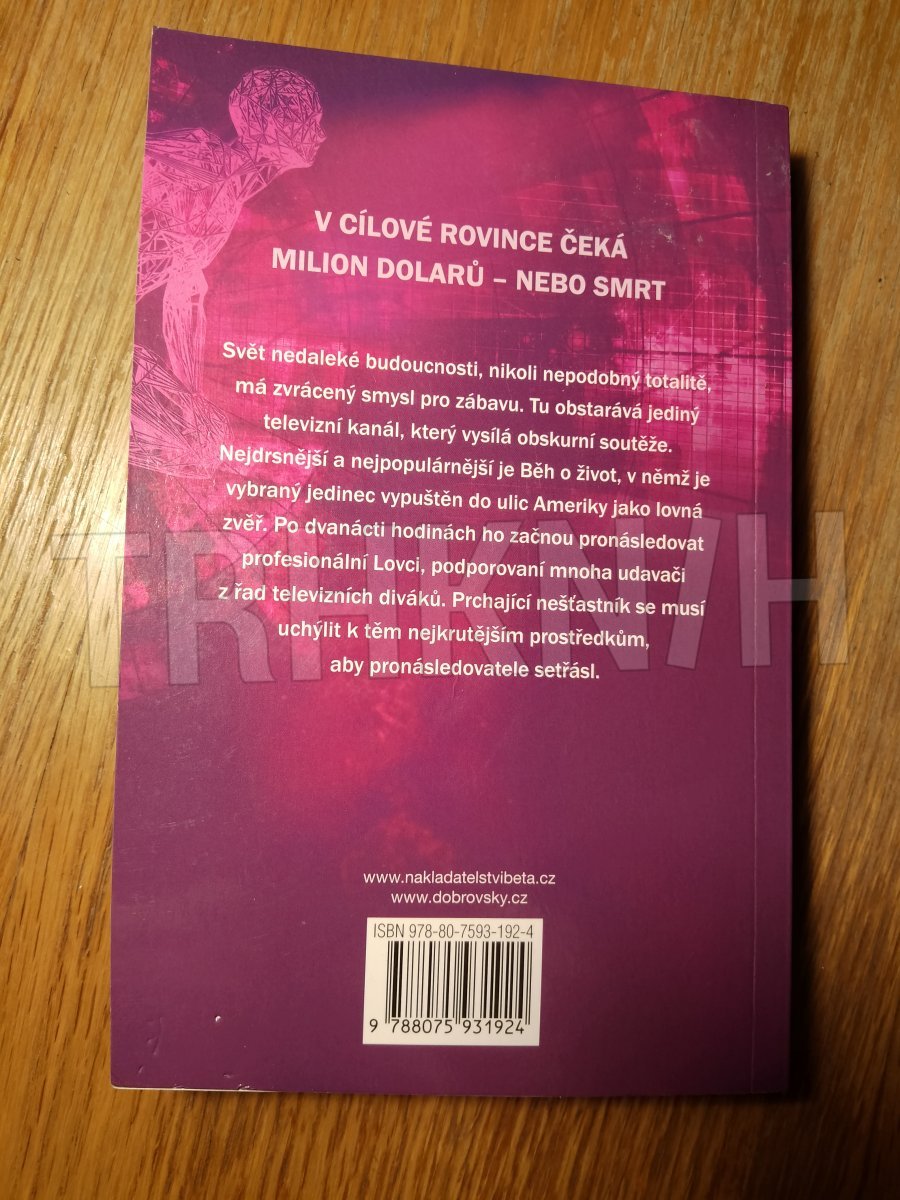 V CÍLOVÉ ROVINCE ČEKÁ
MILION DOLARŮ – NEBO SMRT
Svět nedaleké budoucnosti, nikoli nepodobný totalitě,
má zvrácený smysl pro zábavu. Tu obstarává jediný
televizní kanál, který vysílá obskurní soutěže.
Nejdrsnější a nejpopulárnější je Běh o život, v němž je
vybraný jedinec vypuštěn do ulic Ameriky jako lovná
zvěř. Po dvanácti hodinách ho začnou pronásledovat
profesionální Lovci, podporovaní mnoha udavači
z řad televizních diváků. Prchající nešťastník se musí
uchýlit k těm nejkrutějším prostředkům,
aby pronásledovatele setřásl.
TRHKNIH
www.nakladatelstvibeta.cz
www.dobrovsky.cz
ISBN 978-80-7593-192-4
9 788075 931924